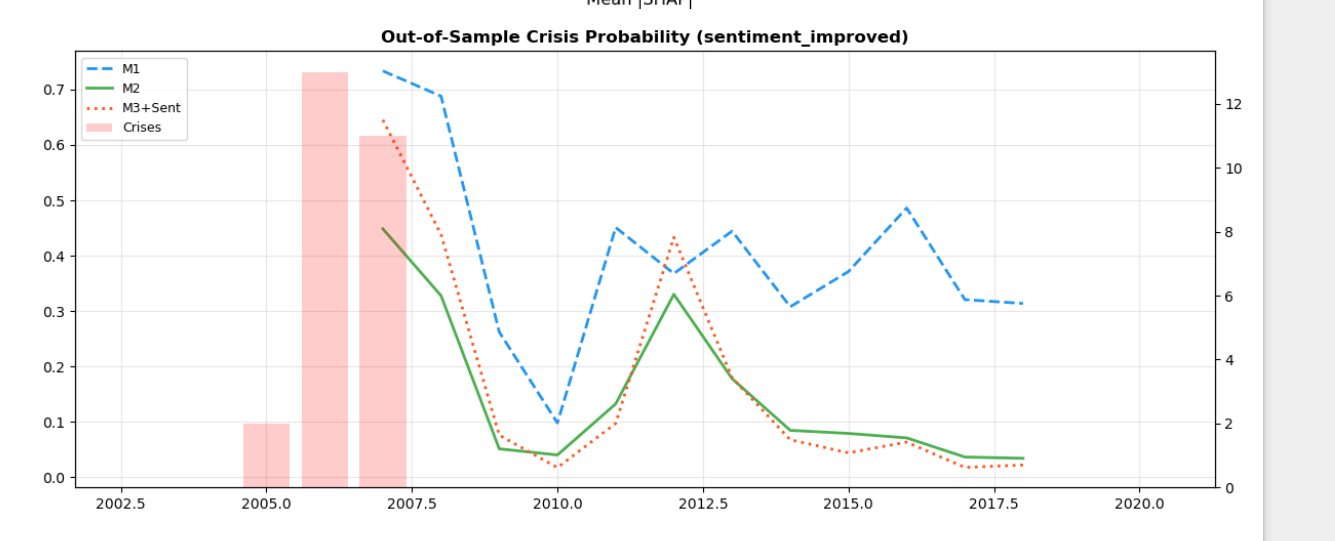 Mean |SHAP|
Out-of-Sample Crisis Probability (sentiment_improved)
M1
M2
M3+Sent
Crises
0.7
0.6
0.5
0.4
0.3
0.2
0.1
0.0
12
10
8
6
4
2
0
2002.5 2005.0 2007.5 2010.0 2012.5 2015.0 2017.5 2020.0